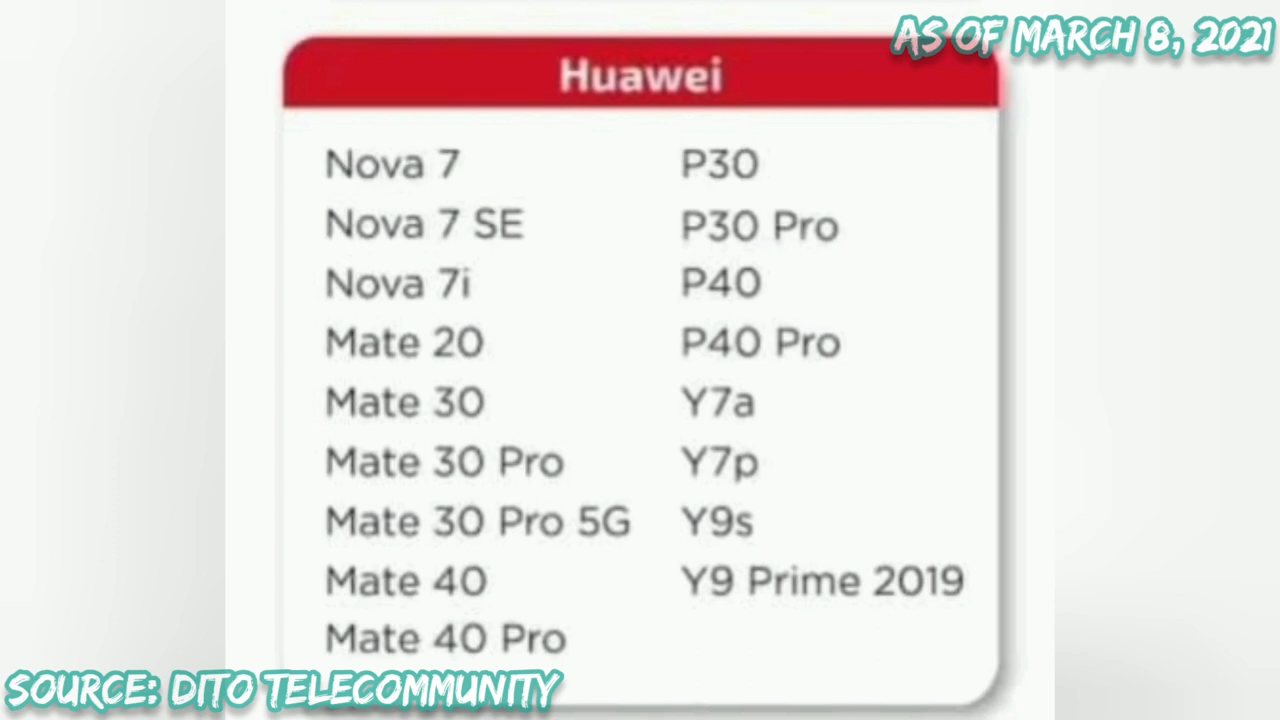 AS OF MARCH 8, 2021
Huawei
Nova 7
Nova 7 SE
Nova 7i
Mate 20
Mate 30
Mate 30 Pro
Mate 30 Pro 5G
Mate 40
Mate 40 Pro
P30
P30 Pro
P40
P40 Pro
Y7a
Y7p
Y9s
Y9 Prime 2019
SOURCE: DITO TELECOMMUNITY